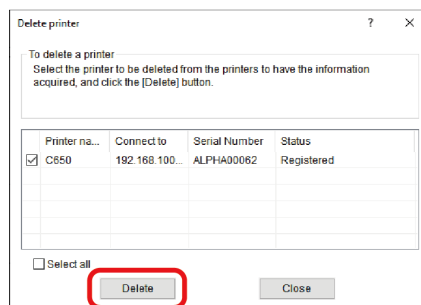 Delete printer ? ×
To delete a printer
Select the printer to be deleted from the printers to have the information
acquired, and click the [Delete] button.
Printer na... Connect to Serial Number Status
C650 192.168.100... ALPHA00062 Registered
Select all
Delete Close